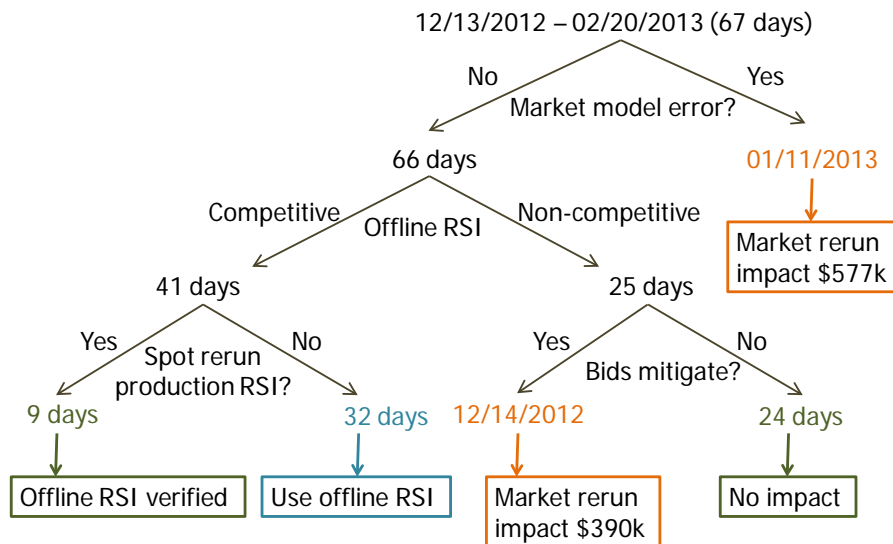 12/13/2012 – 02/20/2013 (67 days)
No
Yes
Market model error?
66 days
01/11/2013
Competitive
Non-competitive
Offline RSI
Market rerun
impact $577k
41 days
25 days
Yes
No
Yes
No
Spot rerun
production RSI?
Bids mitigate?
9 days
32 days
12/14/2012
24 days
Offline RSI verified
Use offline RSI
Market rerun
impact $390k
No impact